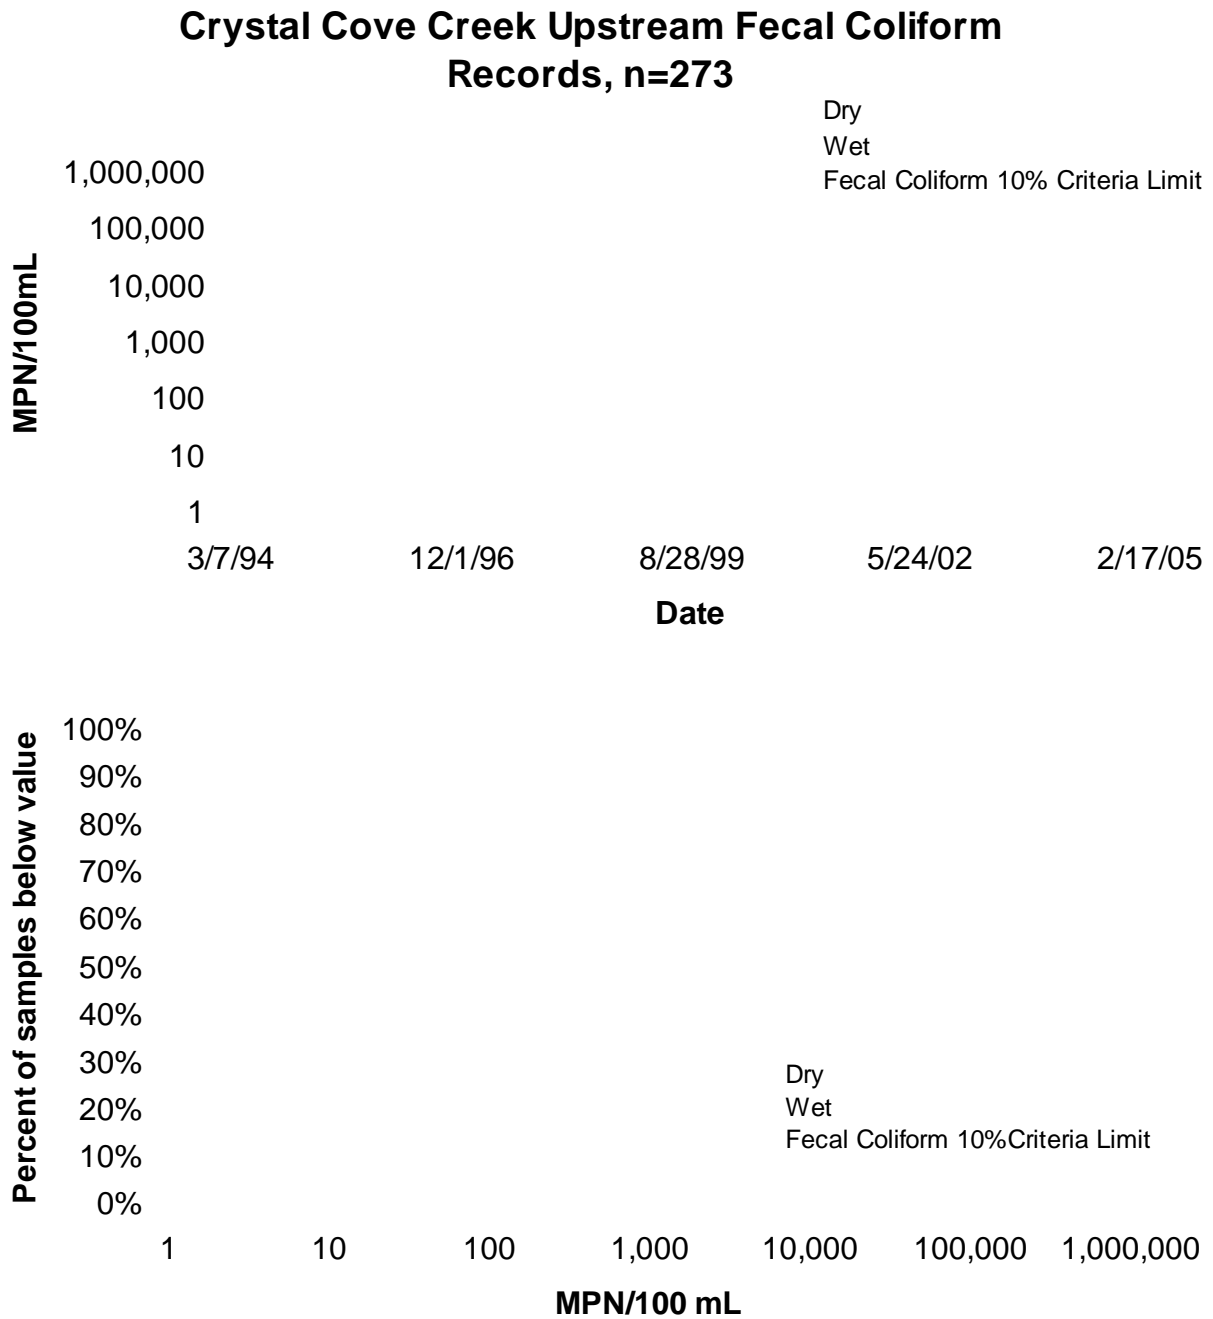 Crystal Cove Creek Upstream Fecal Coliform
Records, n=273
Dry
Wet
Fecal Coliform 10% Criteria Limit
MPN/100mL
1,000,000
100,000
10,000
1,000
100
10
1
3/7/94 12/1/96 8/28/99 5/24/02 2/17/05
Date
Percent of samples below value
100%
90%
80%
70%
60%
50%
40%
30%
20%
10%
0%
Dry
Wet
Fecal Coliform 10%Criteria Limit
1 10 100 1,000 10,000 100,000 1,000,000
MPN/100 mL